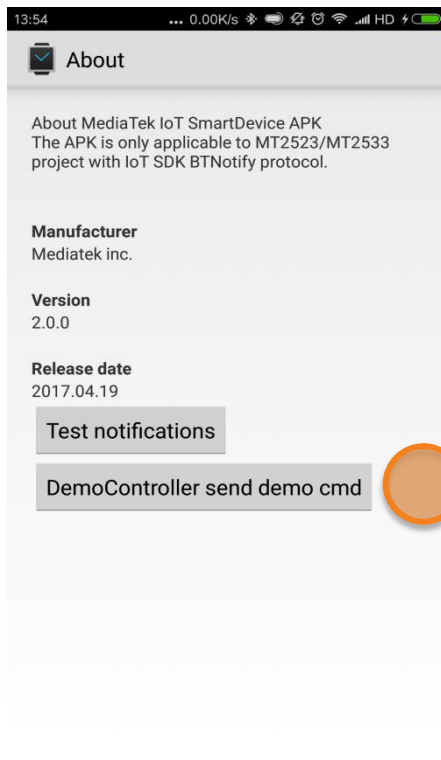 13:54 ... 0.00K/s HD
About
About MediaTek IoT SmartDevice APK
The APK is only applicable to MT2523/MT2533
project with IoT SDK BTNotify protocol.
Manufacturer
Mediatek inc.
Version
2.0.0
Release date
2017.04.19
Test notifications
DemoController send demo cmd